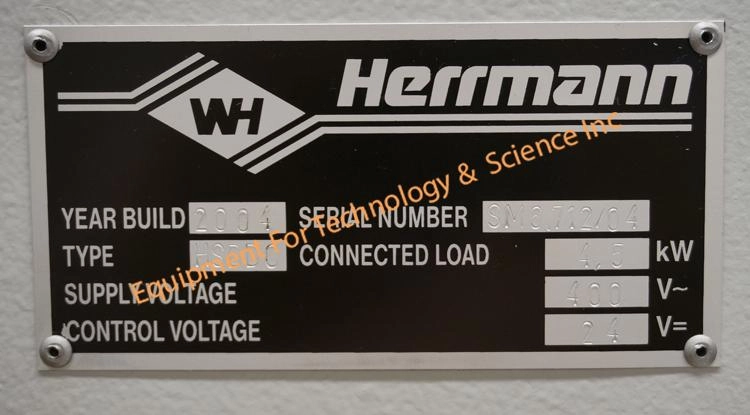 WH Herrmann
Equipment For Technology & Science Inc
YEAR BUILD 2004 SERIAL NUMBER
TYPE CONNECTED LOAD 4,5 kW
SUPPLY VOLTAGE 400 V~
CONTROL VOLTAGE 24 V=